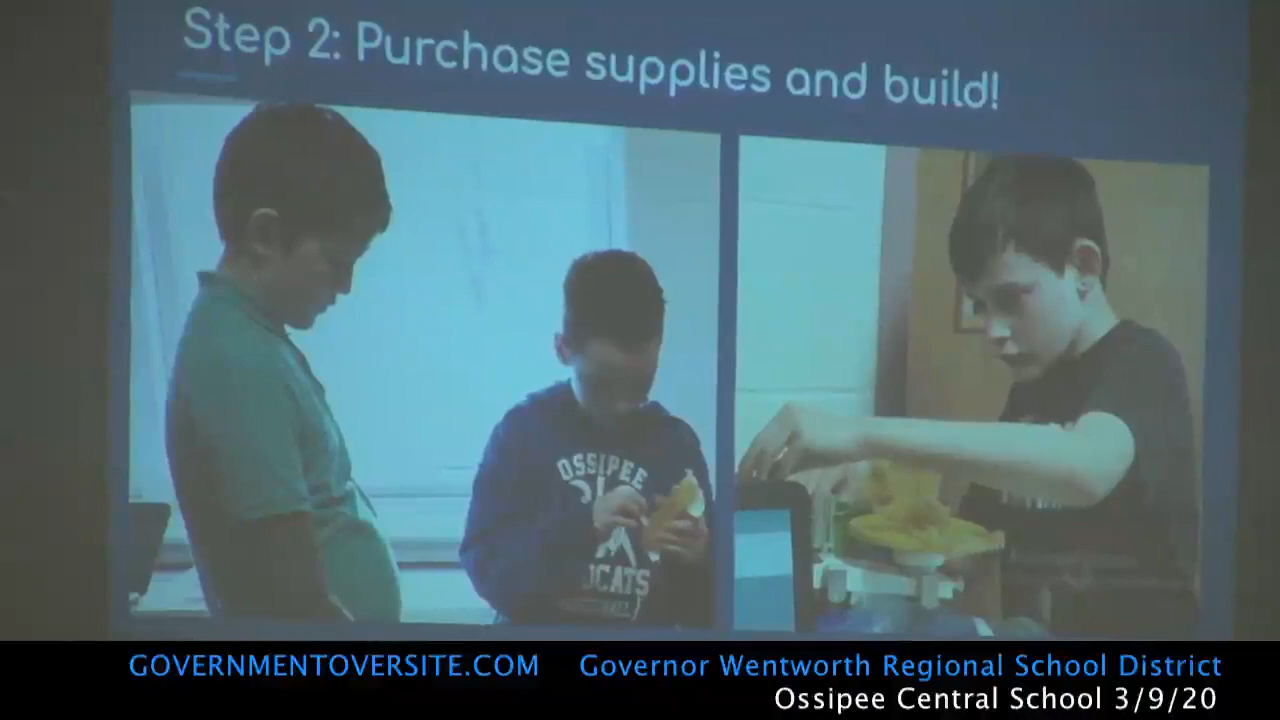 Step 2: Purchase supplies and build!
OSSIPEE
GOVERNMENTOVERSITE.COM
Governor Wentworth Regional School District
Ossipee Central School 3/9/20